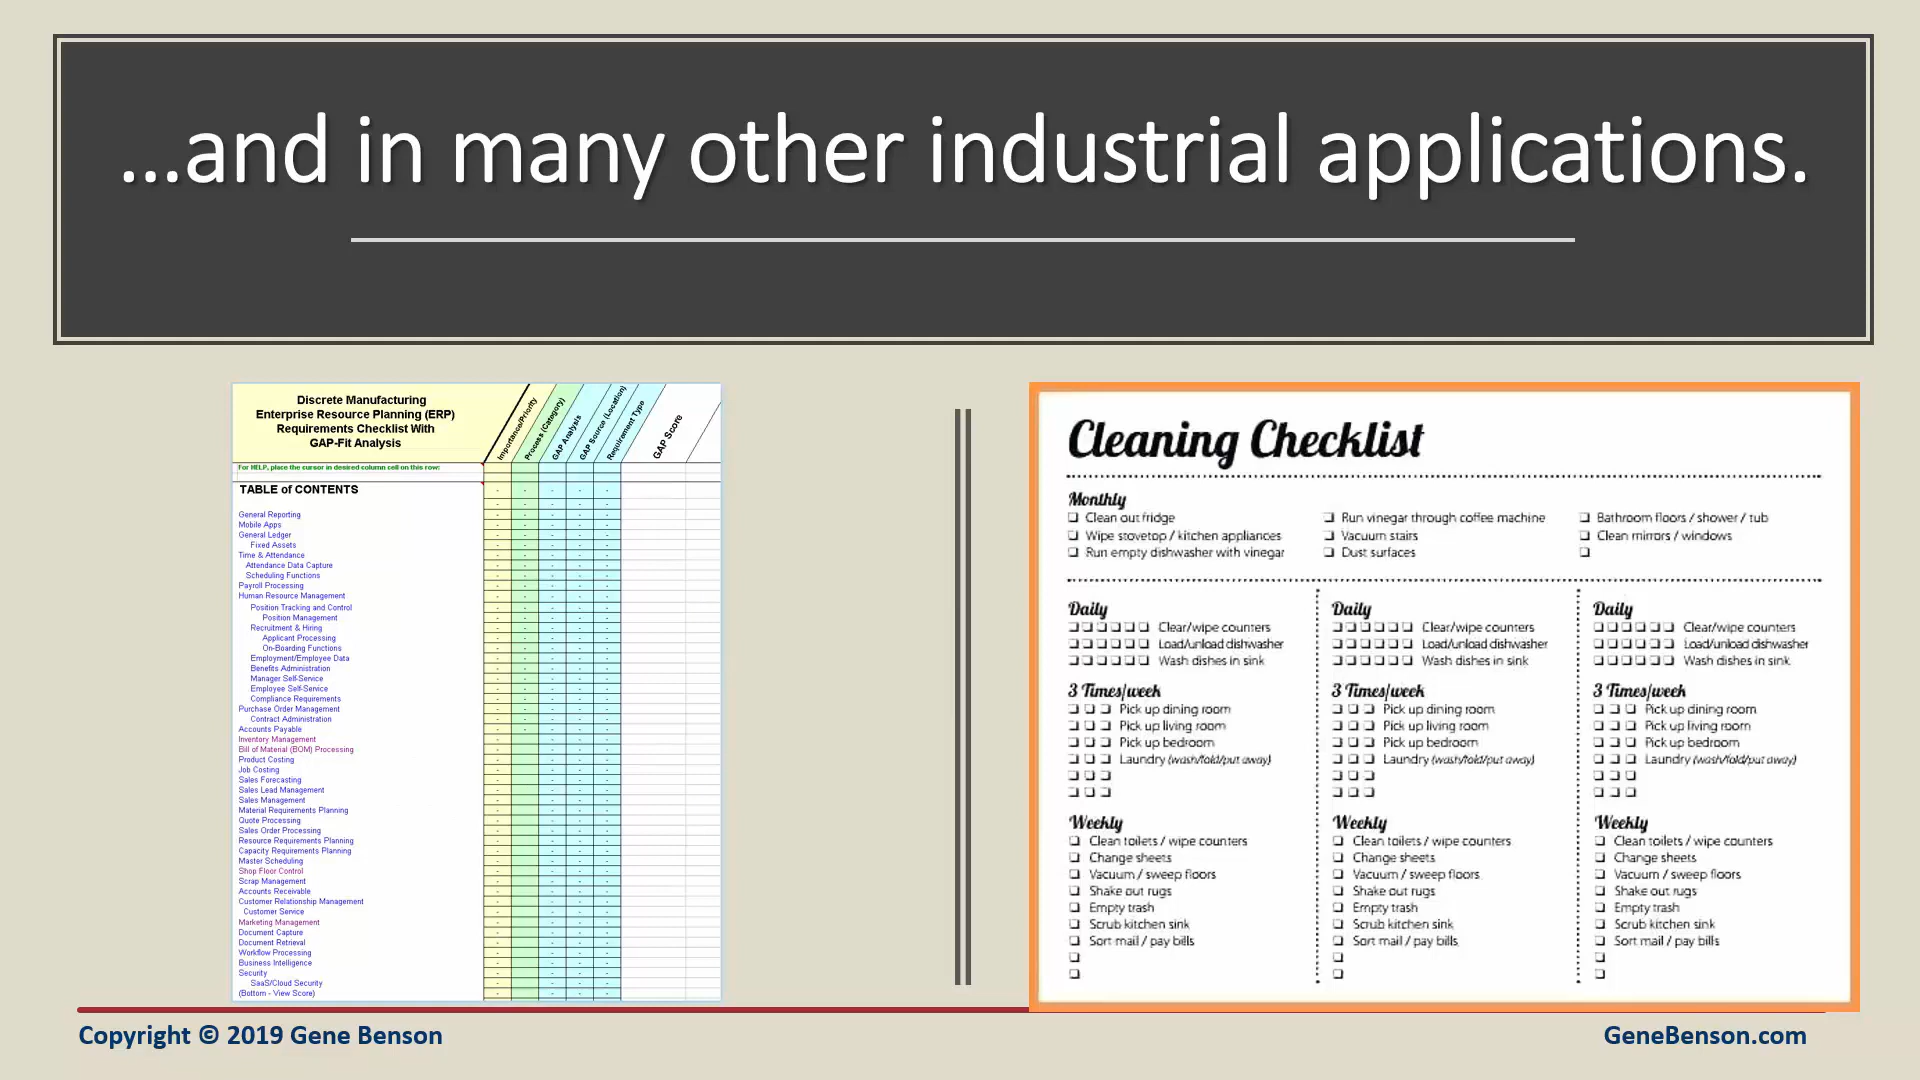 ...and in many other industrial applications.
Discrete Manufacturing
Enterprise Resource Planning (ERP)
Requirements Checklist With
GAP-Fit Analysis
Importance/Priority
Process (Category)
GAP Analysis
GAP Source (Location)
Requirement Type
GAP Score
For HELP, place the cursor in desired column cell on this row:
TABLE of CONTENTS
General Reporting
Mobile Apps
General Ledger
Fixed Assets
Time & Attendance
Attendance Data Capture
Scheduling Functions
Payroll Processing
Human Resource Management
Position Tracking and Control
Position Management
Recruitment & Hiring
Applicant Processing
On-Boarding Functions
Employment/Employee Data
Benefits Administration
Manager Self-Service
Employee Self-Service
Compliance Requirements
Purchase Order Management
Contract Administration
Accounts Payable
Inventory Management
Bill of Material (BOM) Processing
Product Costing
Job Costing
Sales Forecasting
Sales Lead Management
Sales Management
Material Requirements Planning
Quote Processing
Sales Order Processing
Resource Requirements Planning
Capacity Requirements Planning
Master Scheduling
Shop Floor Control
Scrap Management
Accounts Receivable
Customer Relationship Management
Customer Service
Marketing Management
Document Capture
Document Retrieval
Workflow Processing
Business Intelligence
Security
SaaS/Cloud Security
(Bottom - View Score)
Cleaning Checklist
Monthly
Clean out fridge
Wipe stovetop / kitchen appliances
Run empty dishwasher with vinegar
Run vinegar through coffee machine
Vacuum stairs
Dust surfaces
Bathroom floors / shower / tub
Clean mirrors / windows
Daily
Clear/wipe counters
Load/unload dishwasher
Wash dishes in sink
3 Times/week
Pick up dining room
Pick up living room
Pick up bedroom
Laundry (wash/fold/put away)
Weekly
Clean toilets / wipe counters
Change sheets
Vacuum / sweep floors
Shake out rugs
Empty trash
Scrub kitchen sink
Sort mail / pay bills
Daily
Clear/wipe counters
Load/unload dishwasher
Wash dishes in sink
3 Times/week
Pick up dining room
Pick up living room
Pick up bedroom
Laundry (wash/fold/put away)
Weekly
Clean toilets / wipe counters
Change sheets
Vacuum / sweep floors
Shake out rugs
Empty trash
Scrub kitchen sink
Sort mail / pay bills
Daily
Clear/wipe counters
Load/unload dishwasher
Wash dishes in sink
3 Times/week
Pick up dining room
Pick up living room
Pick up bedroom
Laundry (wash/fold/put away)
Weekly
Clean toilets / wipe counters
Change sheets
Vacuum / sweep floors
Shake out rugs
Empty trash
Scrub kitchen sink
Sort mail / pay bills
Copyright © 2019 Gene Benson
GeneBenson.com